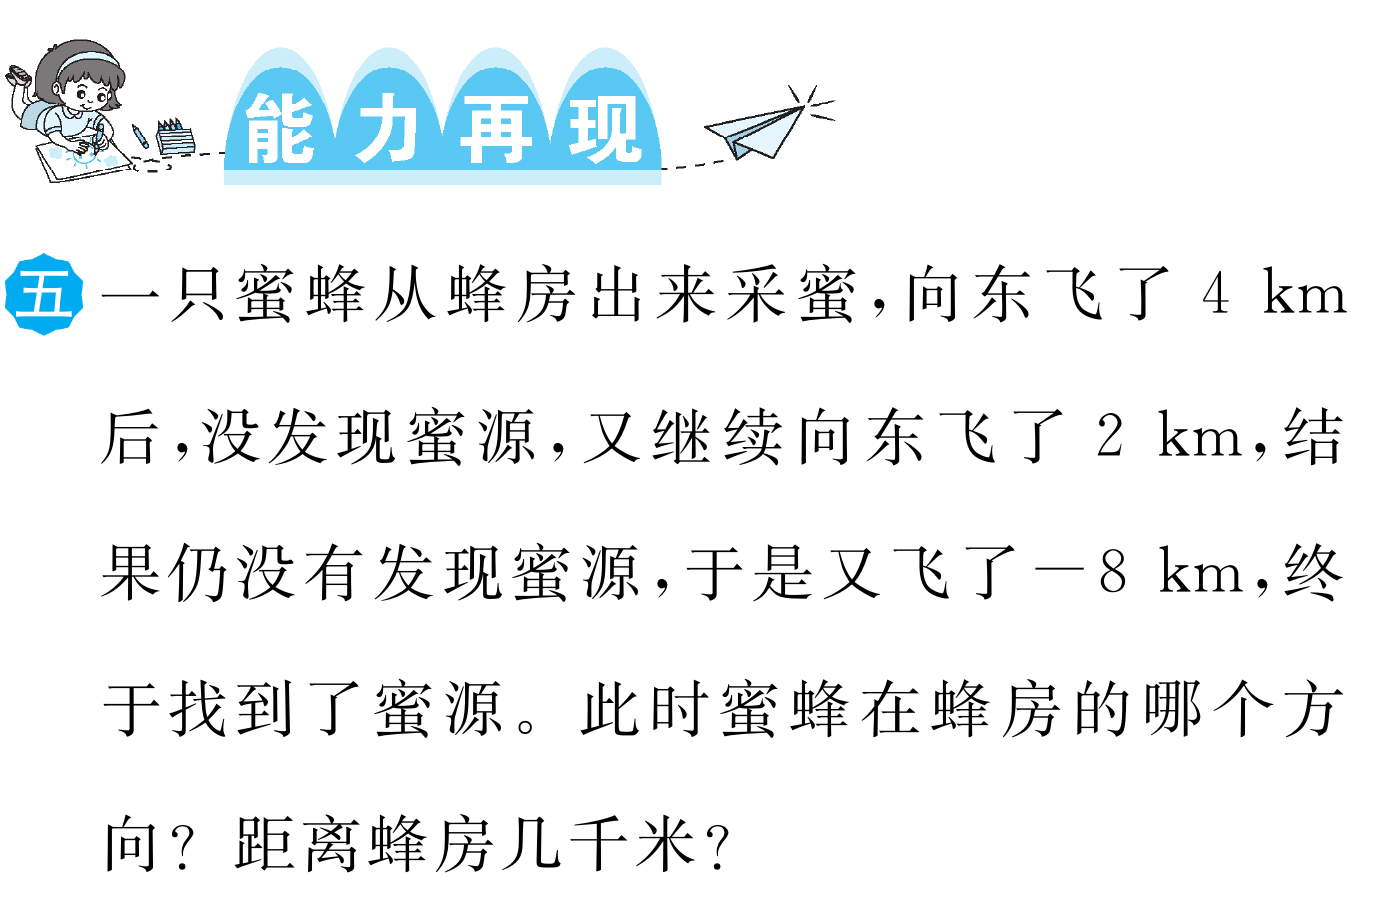 能力再现
五 一只蜜蜂从蜂房出来采蜜,向东飞了 4 km
后,没发现蜜源,又继续向东飞了 2 km,结
果仍没有发现蜜源,于是又飞了－8 km,终
于找到了蜜源。此时蜜蜂在蜂房的哪个方
向? 距离蜂房几千米?